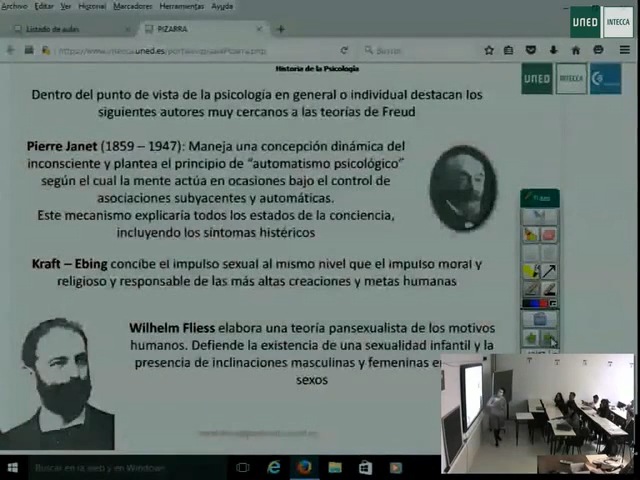 Archivo Editar Ver Historial Marcadores Herramientas Ayuda
Listado de aulas
PIZARRA
Buscar
UNED INTECCA
Historia de la Psicología
UNED INTECCA
Dentro del punto de vista de la psicología en general o individual destacan los
siguientes autores muy cercanos a las teorías de Freud
Pierre Janet (1859 – 1947): Maneja una concepción dinámica del
inconsciente y plantea el principio de “automatismo psicológico”
según el cual la mente actúa en ocasiones bajo el control de
asociaciones subyacentes y automáticas.
Este mecanismo explicaría todos los estados de la conciencia,
incluyendo los síntomas histéricos
Kraft – Ebing concibe el impulso sexual al mismo nivel que el impulso moral y
religioso y responsable de las más altas creaciones y metas humanas
Wilhelm Fliess elabora una teoría pansexualista de los motivos
humanos. Defiende la existencia de una sexualidad infantil y la
presencia de inclinaciones masculinas y femeninas
sexos
Buscar en la web y en Windows